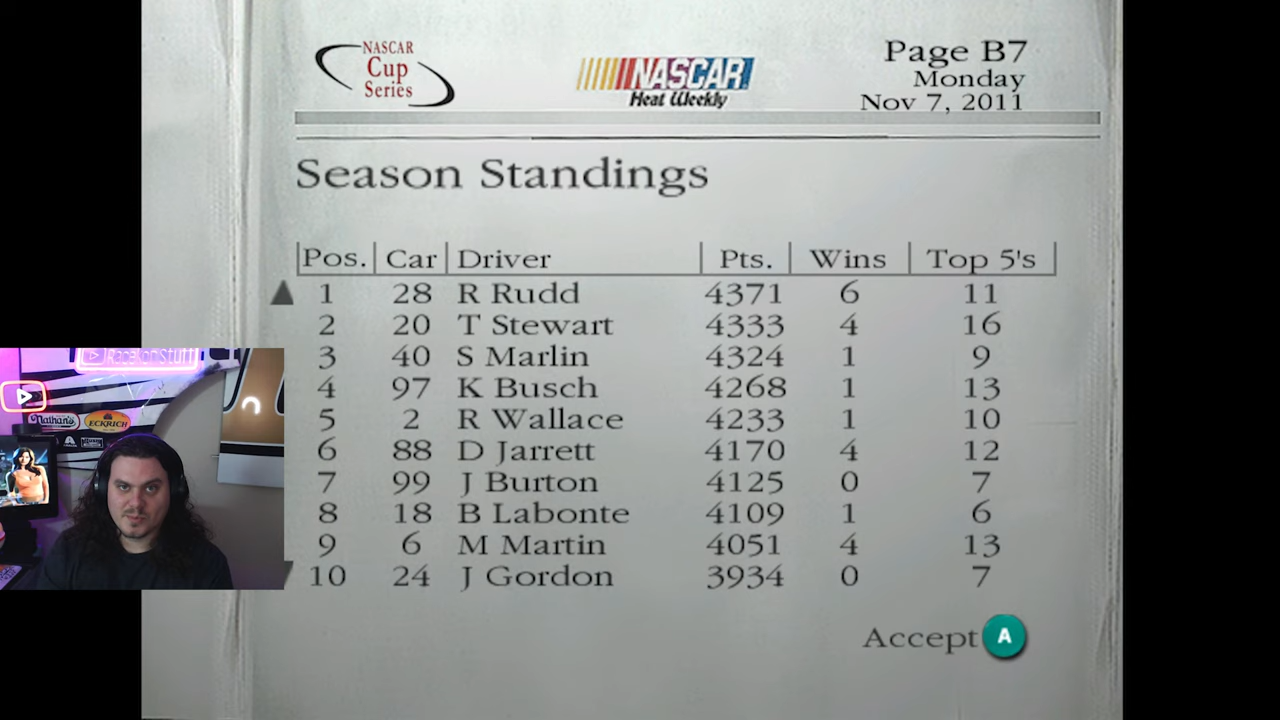 NASCAR
Cup
Series
NASCAR
Heat Weekly
Page B7
Monday
Nov 7, 2011
Season Standings
Pos. Car Driver Pts. Wins Top 5's
1 28 R Rudd 4371 6 11
2 20 T Stewart 4333 4 16
3 40 S Marlin 4324 1 9
4 97 K Busch 4268 1 13
5 2 R Wallace 4233 1 10
6 88 D Jarrett 4170 4 12
7 99 J Burton 4125 0 7
8 18 B Labonte 4109 1 6
9 6 M Martin 4051 4 13
10 24 J Gordon 3934 0 7
Accept A
RaceKonStuff
Nathan's
ECKRICH